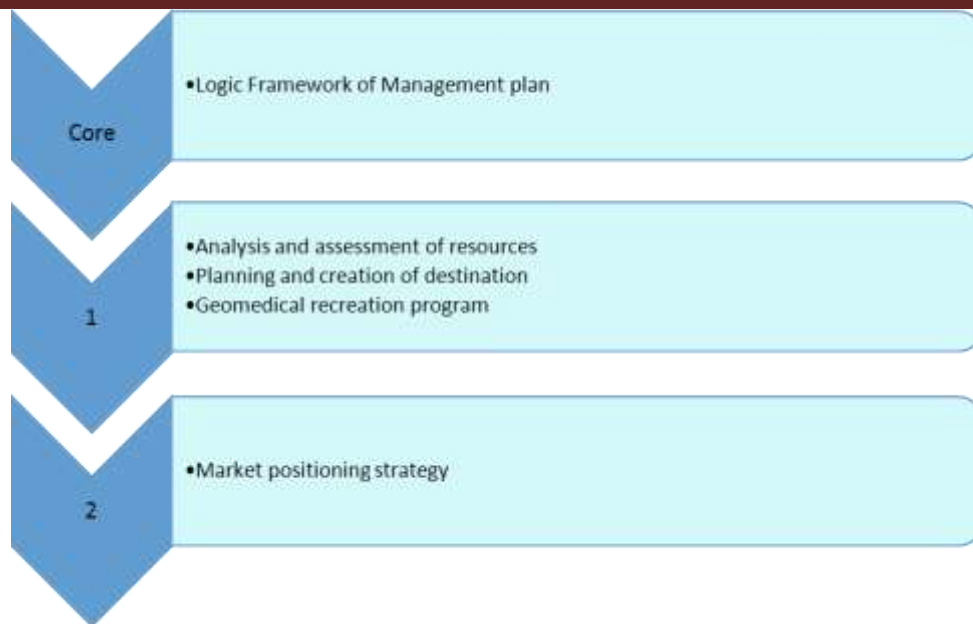 Core
•Logic Framework of Management plan
1
•Analysis and assessment of resources
•Planning and creation of destination
•Geomedical recreation program
2
•Market positioning strategy